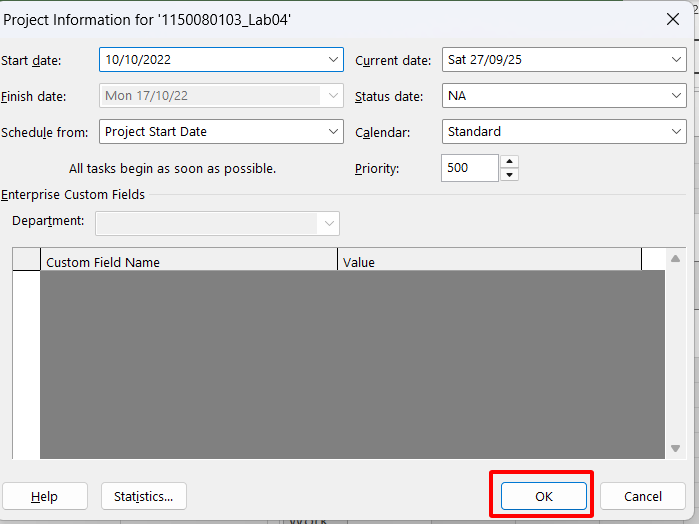 Project Information for '1150080103_Lab04'
Start date: 10/10/2022 Current date: Sat 27/09/25
Finish date: Mon 17/10/22 Status date: NA
Schedule from: Project Start Date Calendar: Standard
All tasks begin as soon as possible. Priority: 500
Enterprise Custom Fields
Department:
Custom Field Name Value
Help Statistics... OK Cancel